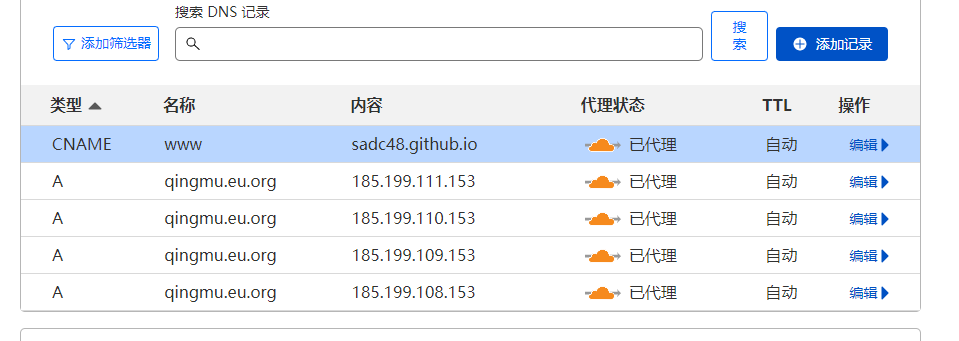 搜索 DNS 记录
添加筛选器
搜索
添加记录
类型 名称 内容 代理状态 TTL 操作
CNAME www sadc48.github.io 已代理 自动 编辑
A qingmu.eu.org 185.199.111.153 已代理 自动 编辑
A qingmu.eu.org 185.199.110.153 已代理 自动 编辑
A qingmu.eu.org 185.199.109.153 已代理 自动 编辑
A qingmu.eu.org 185.199.108.153 已代理 自动 编辑